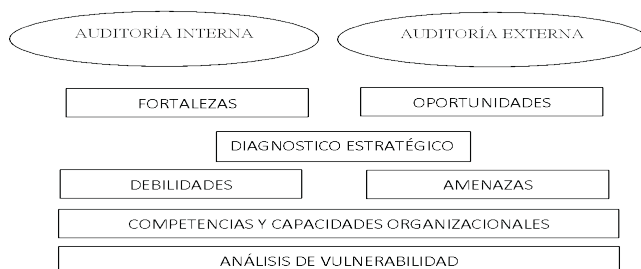 AUDITORÍA INTERNA
AUDITORÍA EXTERNA
FORTALEZAS
OPORTUNIDADES
DIAGNOSTICO ESTRATÉGICO
DEBILIDADES
AMENAZAS
COMPETENCIAS Y CAPACIDADES ORGANIZACIONALES
ANÁLISIS DE VULNERABILIDAD